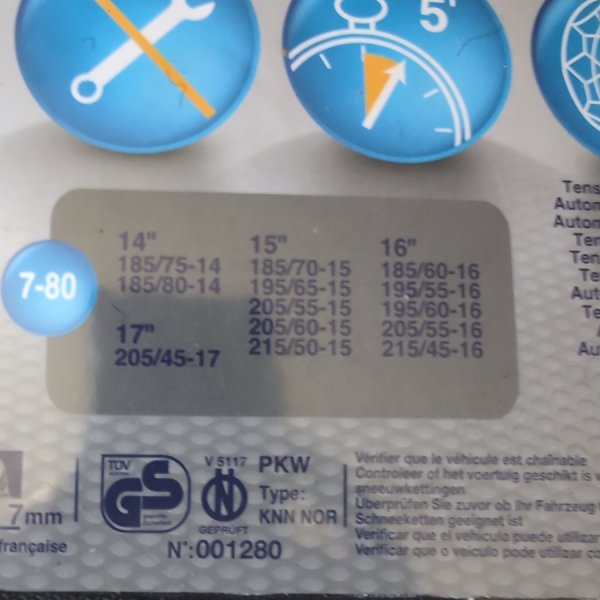 5'
Tens
Autom
Autom
Ten
Ten
Te
Aut
Te
A
Au
7-80
14"
185/75-14
185/80-14
17"
205/45-17
15"
185/70-15
195/65-15
205/55-15
205/60-15
215/50-15
16"
185/60-16
195/55-16
195/60-16
205/55-16
215/45-16
7mm
française
TÜV
GS
V 5117
N
GEPRÜFT
PKW
Type:
KNN NOR
N°:001280
Vérifier que le véhicule est chaînable
Controleer of het voertuig geschikt is v
sneeuwkettingen
Überprüfen Sie zuvor ob Ihr Fahrzeug
Schneeketten geeignet ist
Verificar que el vehículo puede utilizar
Verificar que o veículo pode utilizar co